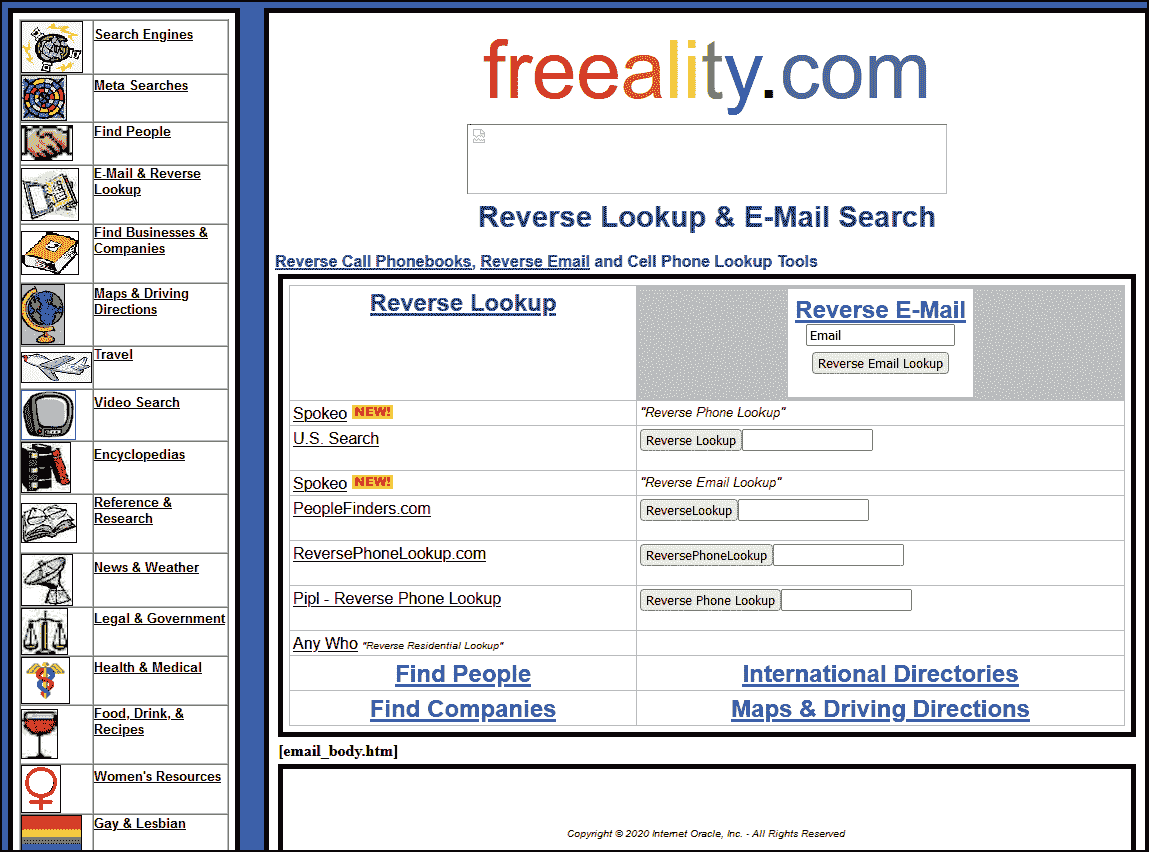 Search Engines
Meta Searches
Find People
E-Mail & Reverse
Lookup
Find Businesses &
Companies
Maps & Driving
Directions
Travel
Video Search
Encyclopedias
Reference &
Research
News & Weather
Legal & Government
Health & Medical
Food, Drink, &
Recipes
Women's Resources
Gay & Lesbian
freeality.com
Reverse Lookup & E-Mail Search
Reverse Call Phonebooks, Reverse Email and Cell Phone Lookup Tools
Reverse Lookup
Reverse E-Mail
Email
Reverse Email Lookup
Spokeo NEW! "Reverse Phone Lookup"
U.S. Search Reverse Lookup
Spokeo NEW! "Reverse Email Lookup"
PeopleFinders.com ReverseLookup
ReversePhoneLookup.com ReversePhoneLookup
Pipl - Reverse Phone Lookup Reverse Phone Lookup
Any Who "Reverse Residential Lookup"
Find People International Directories
Find Companies Maps & Driving Directions
[email_body.htm]
Copyright © 2020 Internet Oracle, Inc. - All Rights Reserved